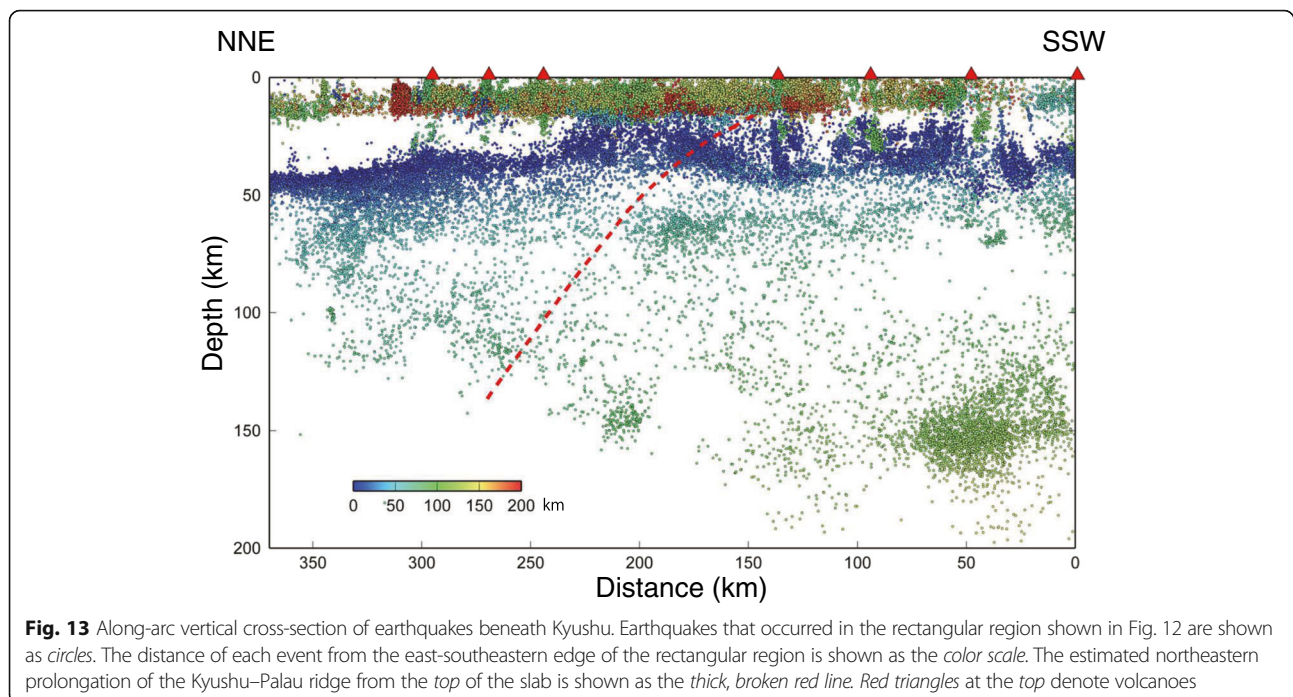 NNE SSW
0
50
100
150
200
Depth (km)
0 50 100 150 200 km
350 300 250 200 150 100 50 0
Distance (km)
Fig. 13 Along-arc vertical cross-section of earthquakes beneath Kyushu. Earthquakes that occurred in the rectangular region shown in Fig. 12 are shown
as circles. The distance of each event from the east-southeastern edge of the rectangular region is shown as the color scale. The estimated northeastern
prolongation of the Kyushu–Palau ridge from the top of the slab is shown as the thick, broken red line. Red triangles at the top denote volcanoes